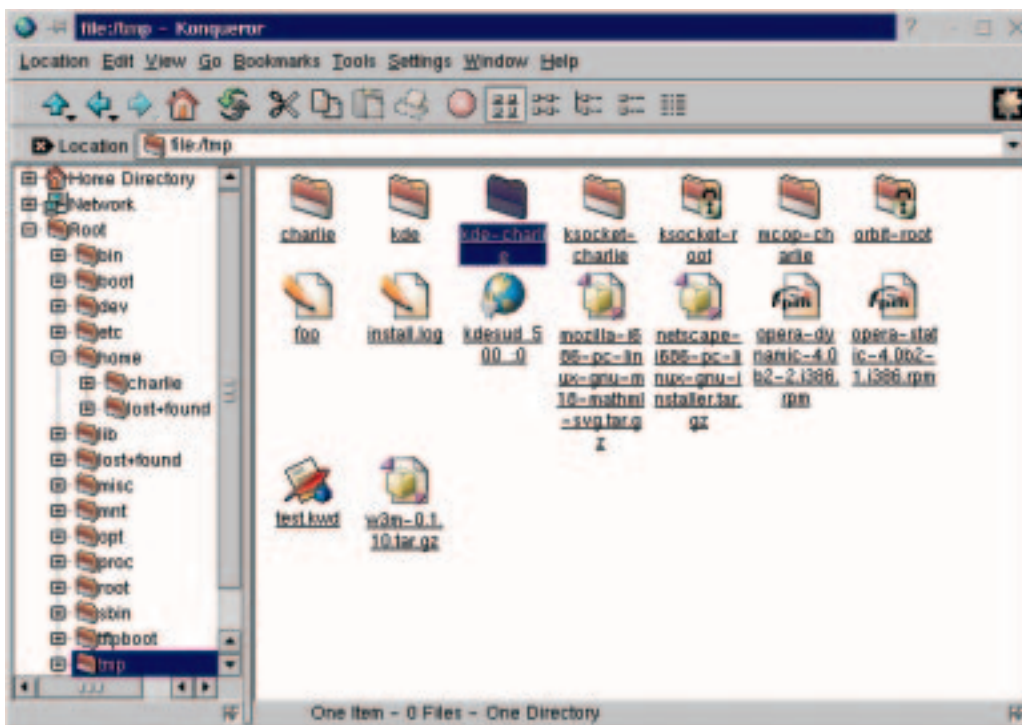 file:/tmp - Konqueror
Location Edit View Go Bookmarks Tools Settings Window Help
Location file:/tmp
Home Directory
Network
Root
bin
boot
dev
etc
home
charlie
lost+found
lib
lost+found
misc
mnt
opt
proc
root
sbin
tftpboot
tmp
charlie
kde
kde-charli
e
ksocket-
charlie
ksocket-r
oot
mcop-ch
arlie
orbit-root
foo
install.log
kdesud_5
00_:0
mozilla-i6
86-pc-lin
ux-gnu-m
18-mathml
-svg.tar.g
z
netscape-
i686-pc-li
nux-gnu-i
nstaller.tar.
gz
opera-dy
namic-4.0
b2-2.i386.
rpm
opera-stat
ic-4.0b2-
1.i386.rpm
test.kwd
w3m-0.1.
10.tar.gz
One Item - 0 Files - One Directory